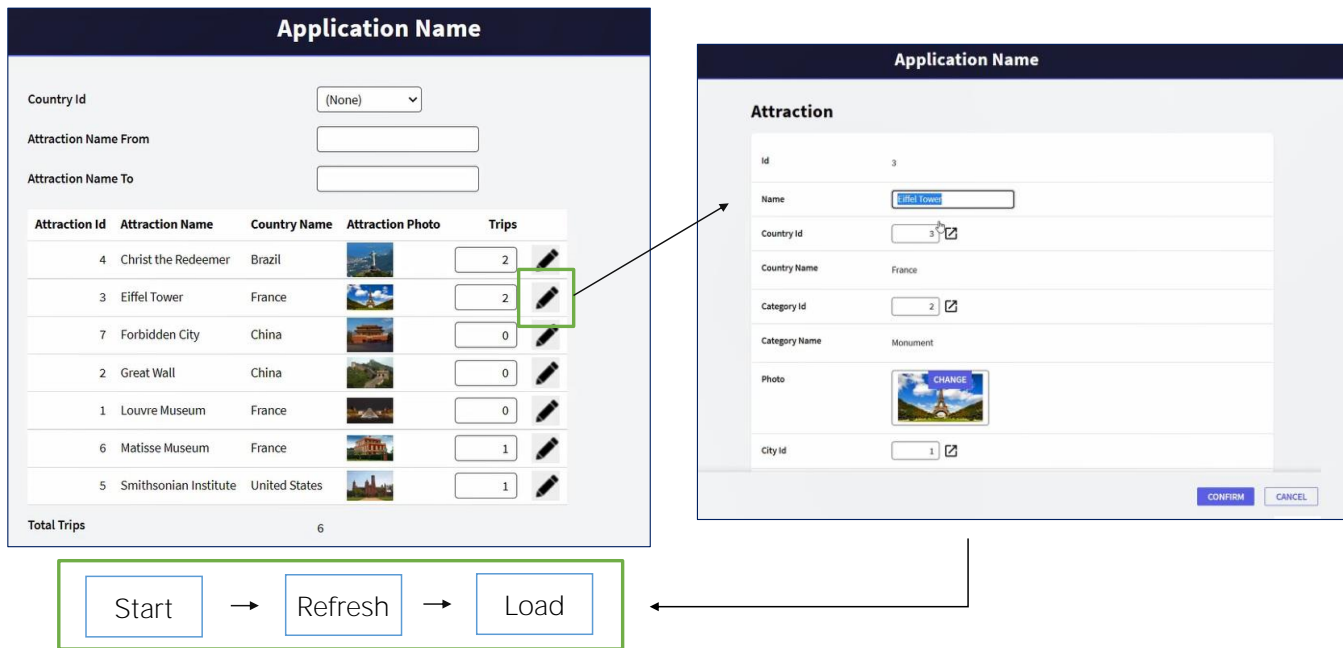 Application Name
Country Id
(None)
Attraction Name From
Attraction Name To
Attraction Id Attraction Name Country Name Attraction Photo Trips
4 Christ the Redeemer Brazil 2
3 Eiffel Tower France 2
7 Forbidden City China 0
2 Great Wall China 0
1 Louvre Museum France 0
6 Matisse Museum France 1
5 Smithsonian Institute United States 1
Total Trips 6
Application Name
Attraction
Id 3
Name Eiffel Tower
Country Id 3
Country Name France
Category Id 2
Category Name Monument
Photo CHANGE
City Id 1
CONFIRM CANCEL
Start Refresh Load